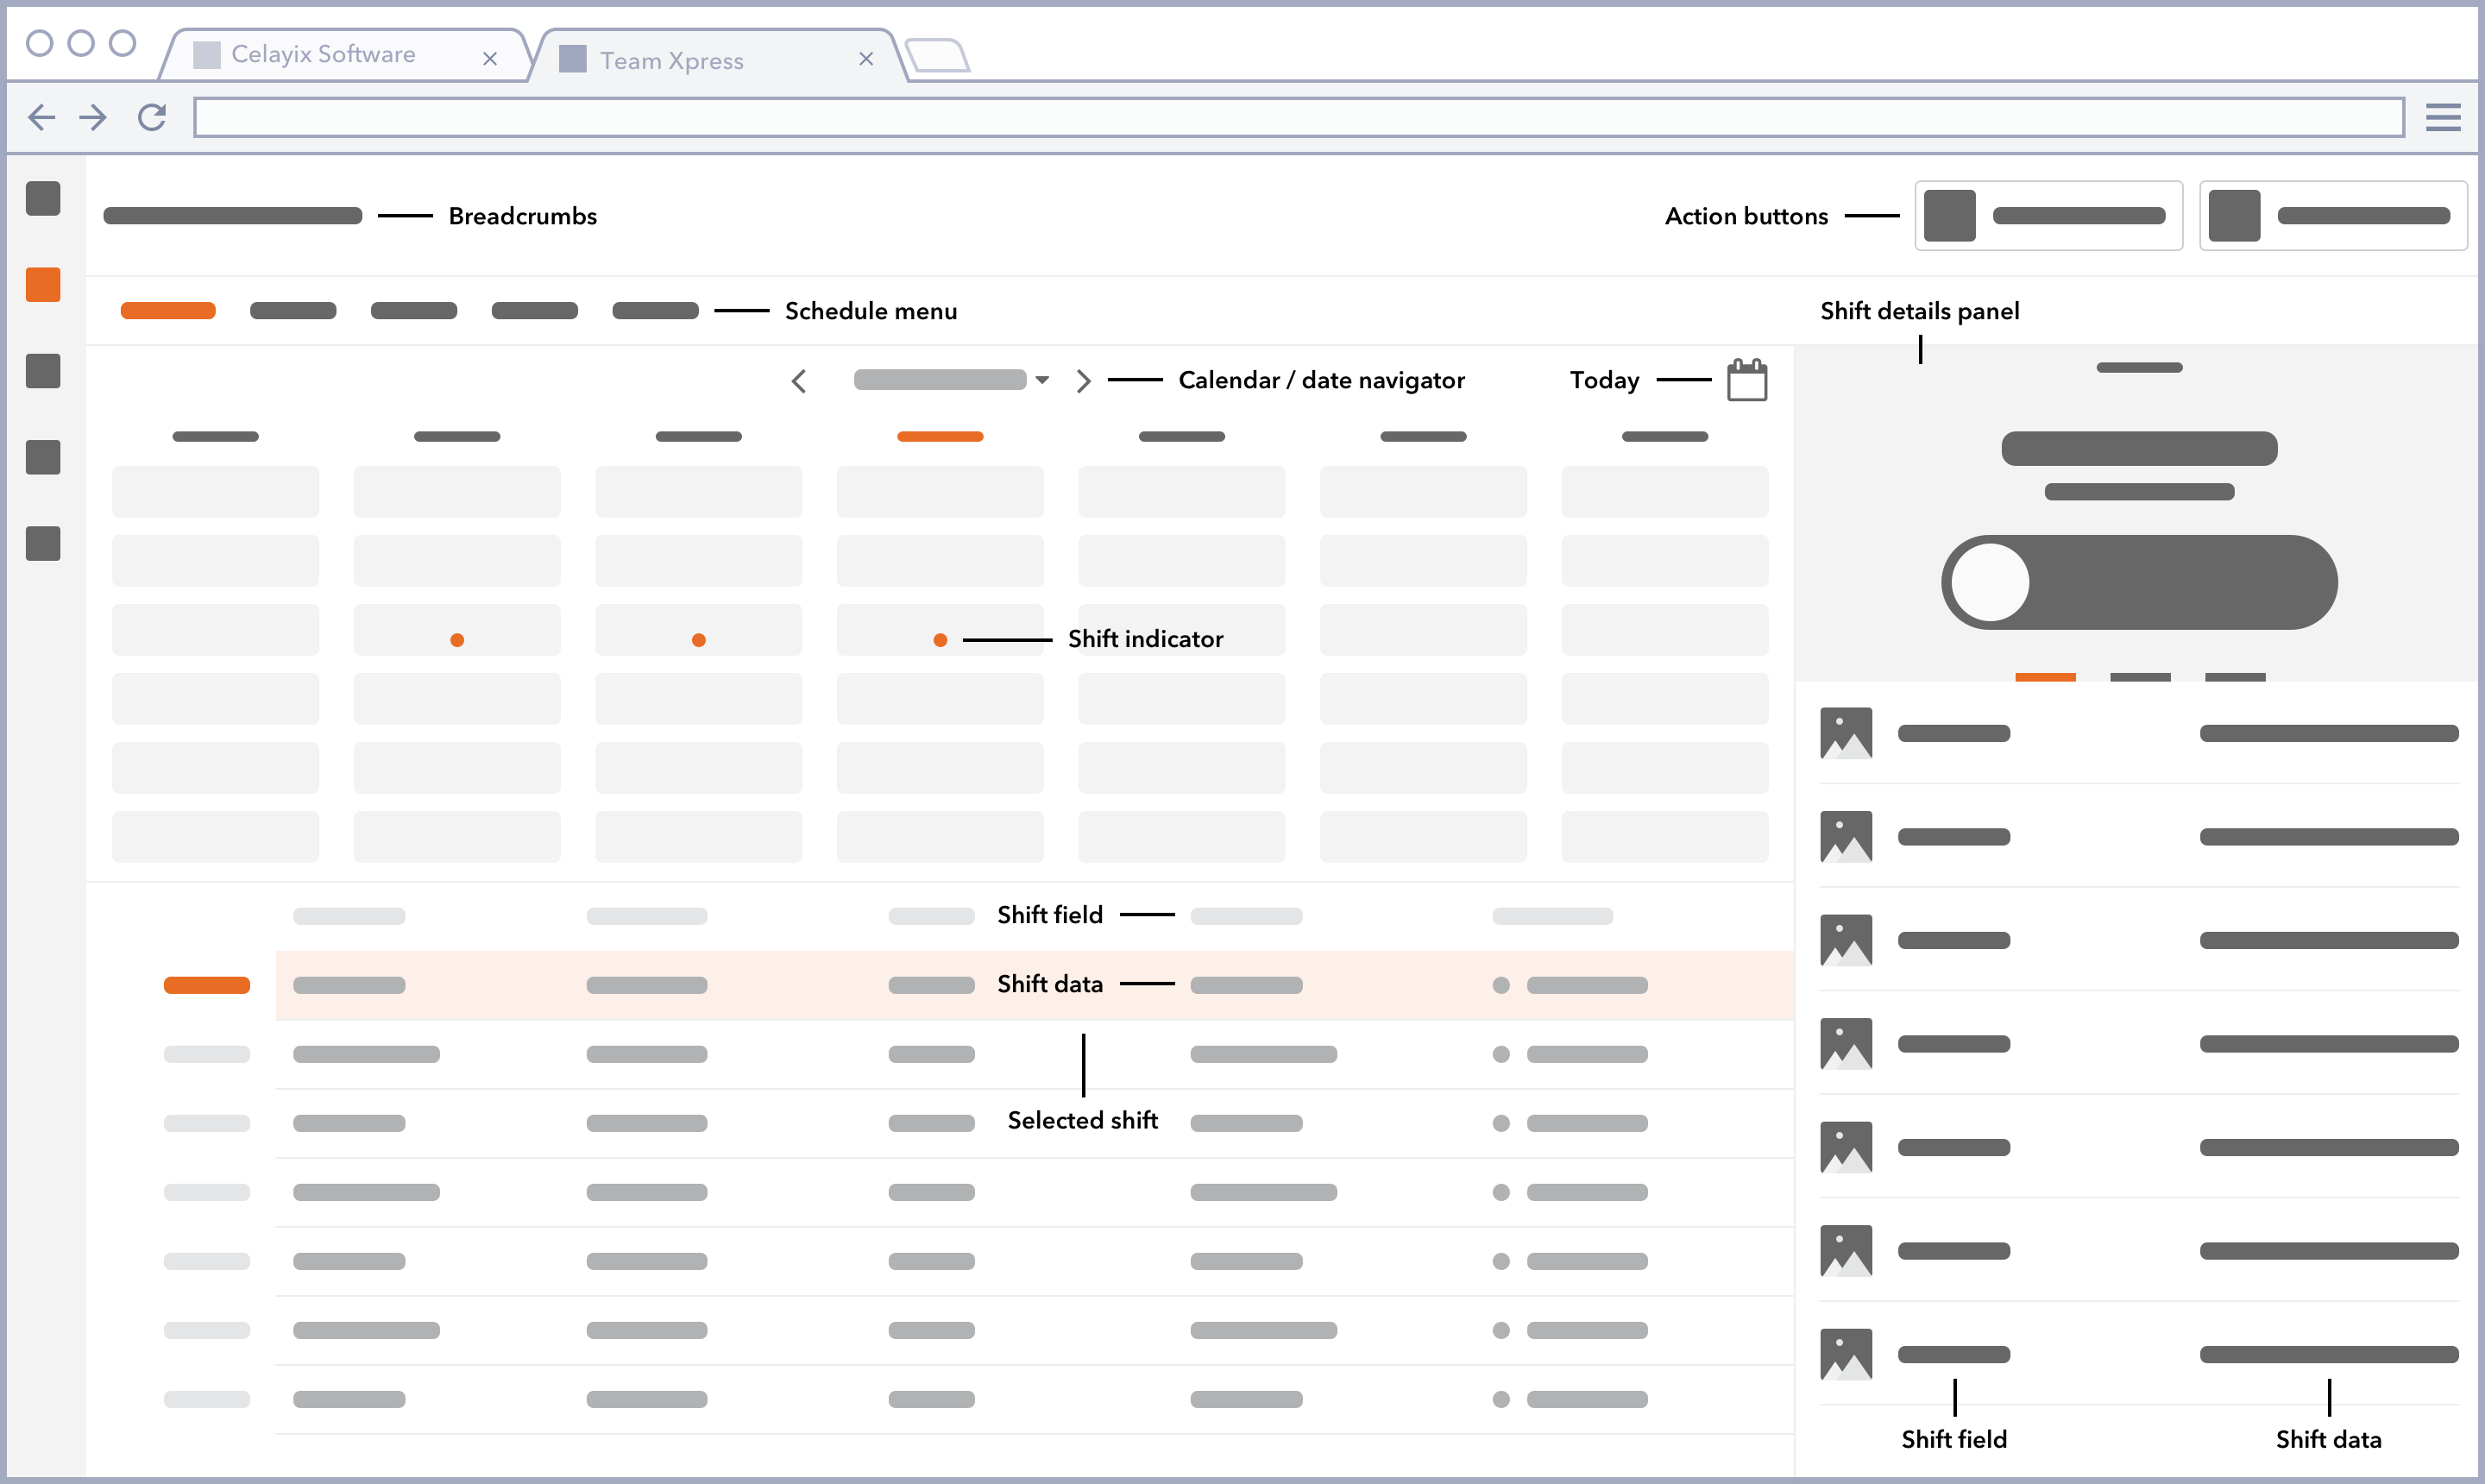 Celayix Software
Team Xpress
Breadcrumbs
Action buttons
Schedule menu
Shift details panel
Calendar / date navigator
Today
Shift indicator
Shift field
Shift data
Selected shift
Shift field
Shift data